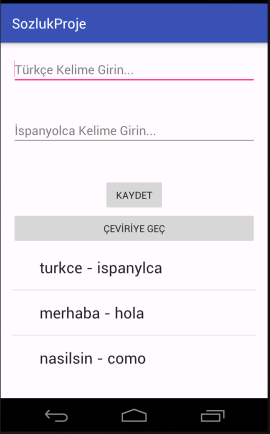 SozlukProje
Türkçe Kelime Girin...
İspanyolca Kelime Girin...
KAYDET
ÇEVİRİYE GEÇ
turkce - ispanylca
merhaba - hola
nasilsin - como